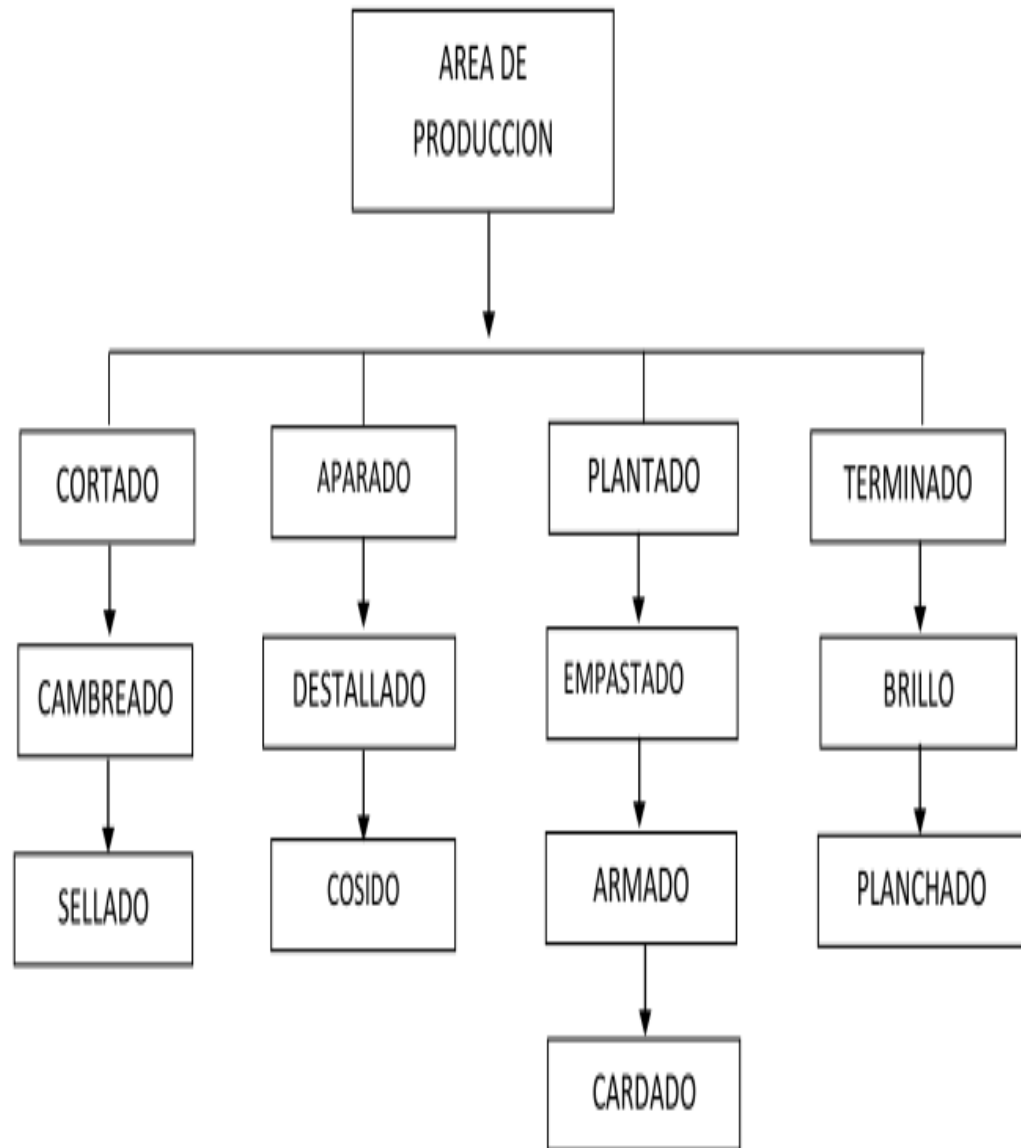 AREA DE
PRODUCCION
CORTADO
APARADO
PLANTADO
TERMINADO
CAMBREADO
DESTALLADO
EMPASTADO
BRILLO
SELLADO
COSIDO
ARMADO
PLANCHADO
CARDADO